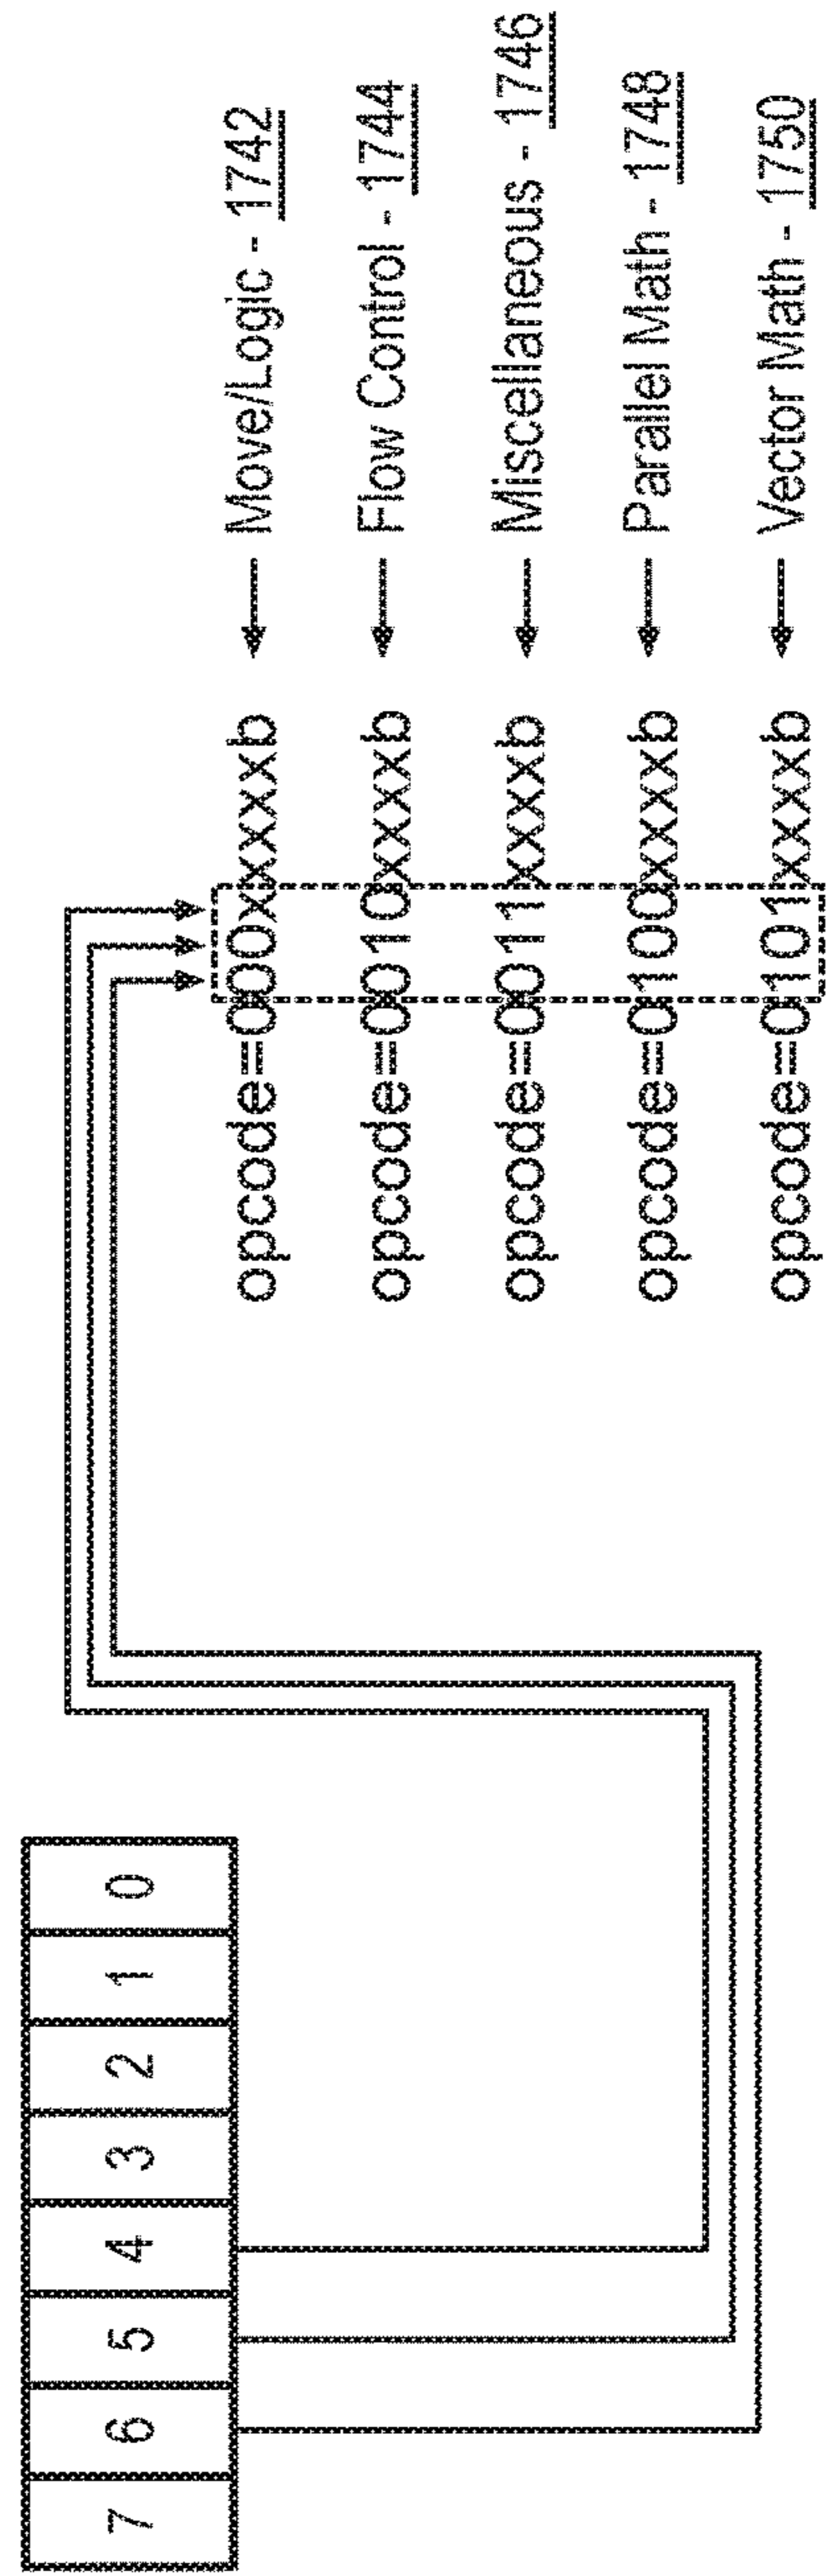 7 6 5 4 3 2 1 0
opcode=000xxxxxb ← Move/Logic - 1742
opcode=0010xxxxb ← Flow Control - 1744
opcode=0011xxxxb ← Miscellaneous - 1746
opcode=0100xxxxb ← Parallel Math - 1748
opcode=0101xxxxb ← Vector Math - 1750